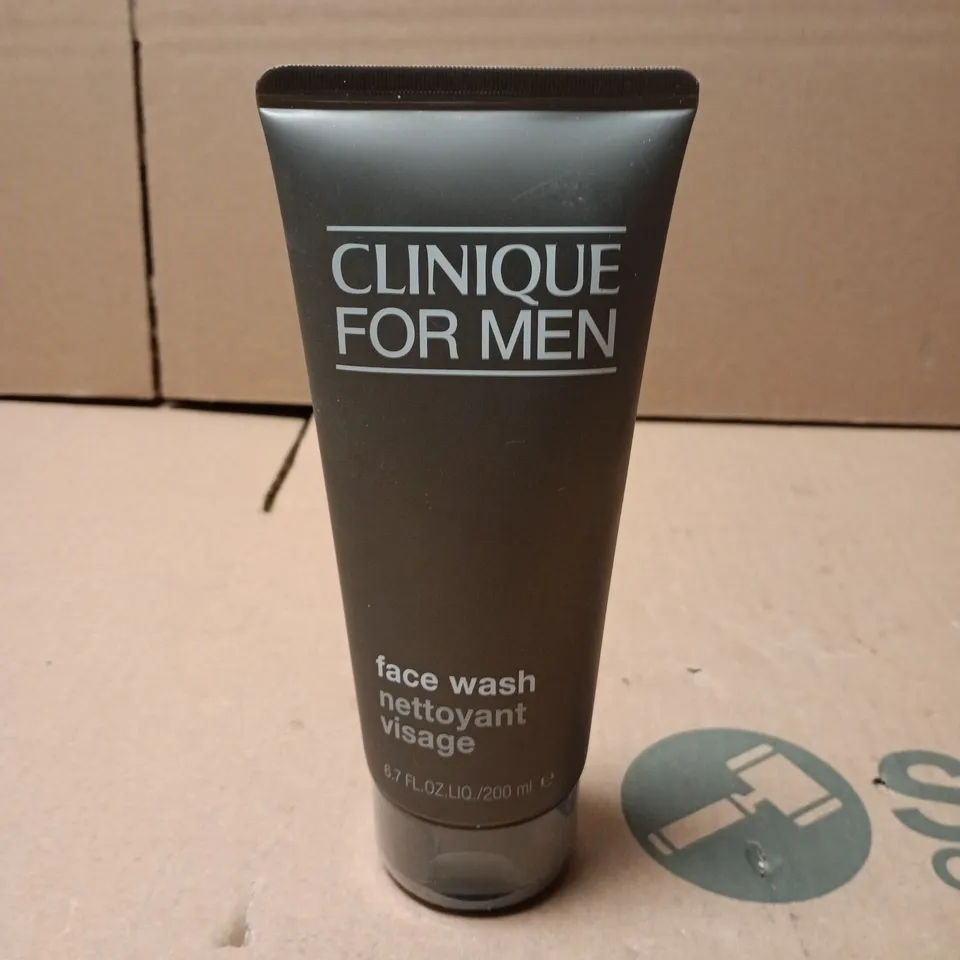 CLINIQUE
FOR MEN
face wash
nettoyant
visage
6.7 FL.OZ.LIQ./200 ml ℮